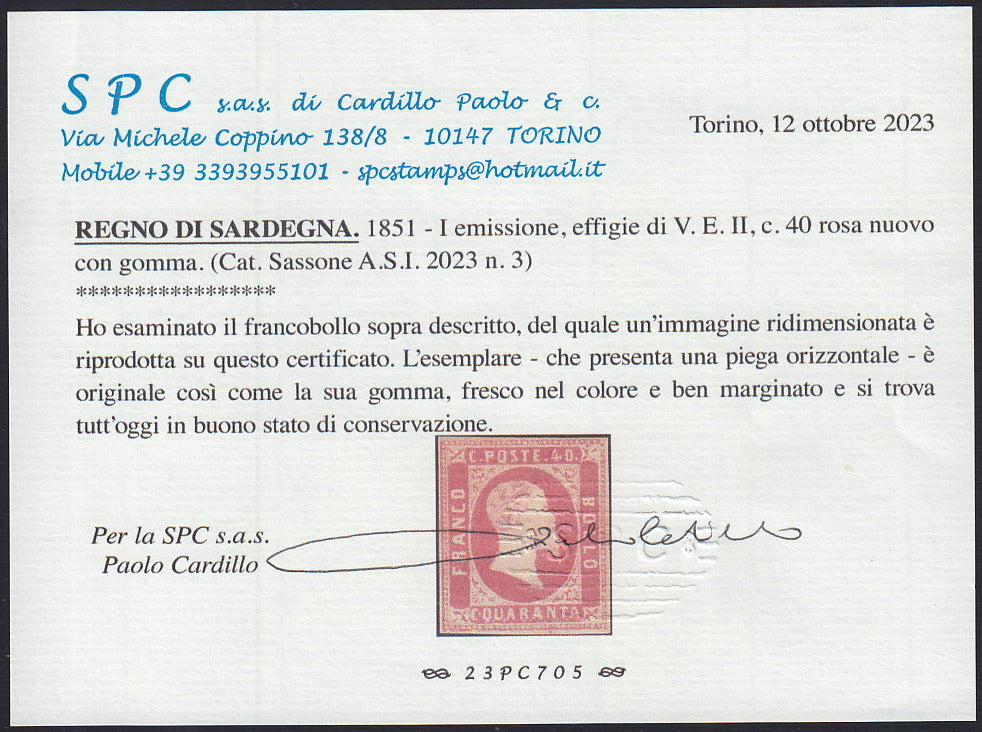 SPC s.a.s. di Cardillo Paolo & c.
Via Michele Coppino 138/8 - 10147 TORINO
Mobile +39 3393955101 - spcstamps@hotmail.it
Torino, 12 ottobre 2023
REGNO DI SARDEGNA. 1851 - I emissione, effigie di V. E. II, c. 40 rosa nuovo
con gomma. (Cat. Sassone A.S.I. 2023 n. 3)
*****************
Ho esaminato il francobollo sopra descritto, del quale un'immagine ridimensionata è
riprodotta su questo certificato. L'esemplare - che presenta una piega orizzontale - è
originale così come la sua gomma, fresco nel colore e ben marginato e si trova
tutt'oggi in buono stato di conservazione.
C. POSTE. 40.
FRANCO
BOLLO
C. QUARANTA
Per la SPC s.a.s.
Paolo Cardillo
23PC705